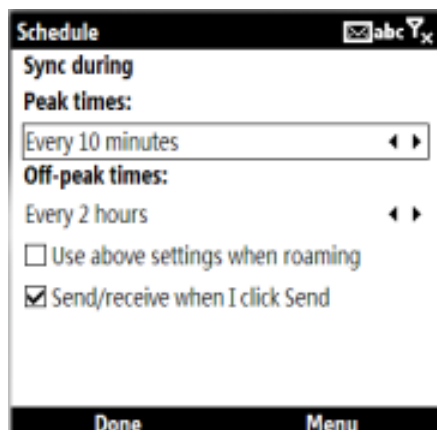 Schedule abc
Sync during
Peak times:
Every 10 minutes
Off-peak times:
Every 2 hours
Use above settings when roaming
Send/receive when I click Send
Done Menu